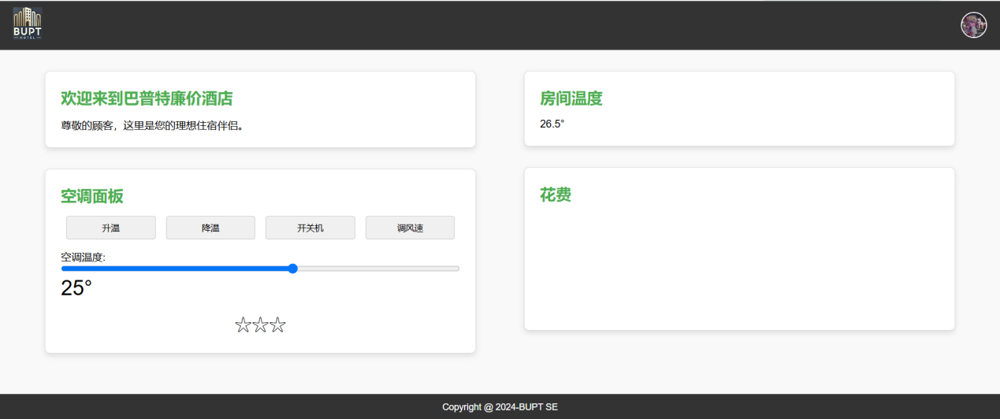 BUPT
HOTEL
欢迎来到巴普特廉价酒店
尊敬的顾客，这里是您的理想住宿伴侣。
房间温度
26.5°
空调面板
升温 降温 开关机 调风速
空调温度:
25°
☆☆☆
花费
Copyright @ 2024-BUPT SE